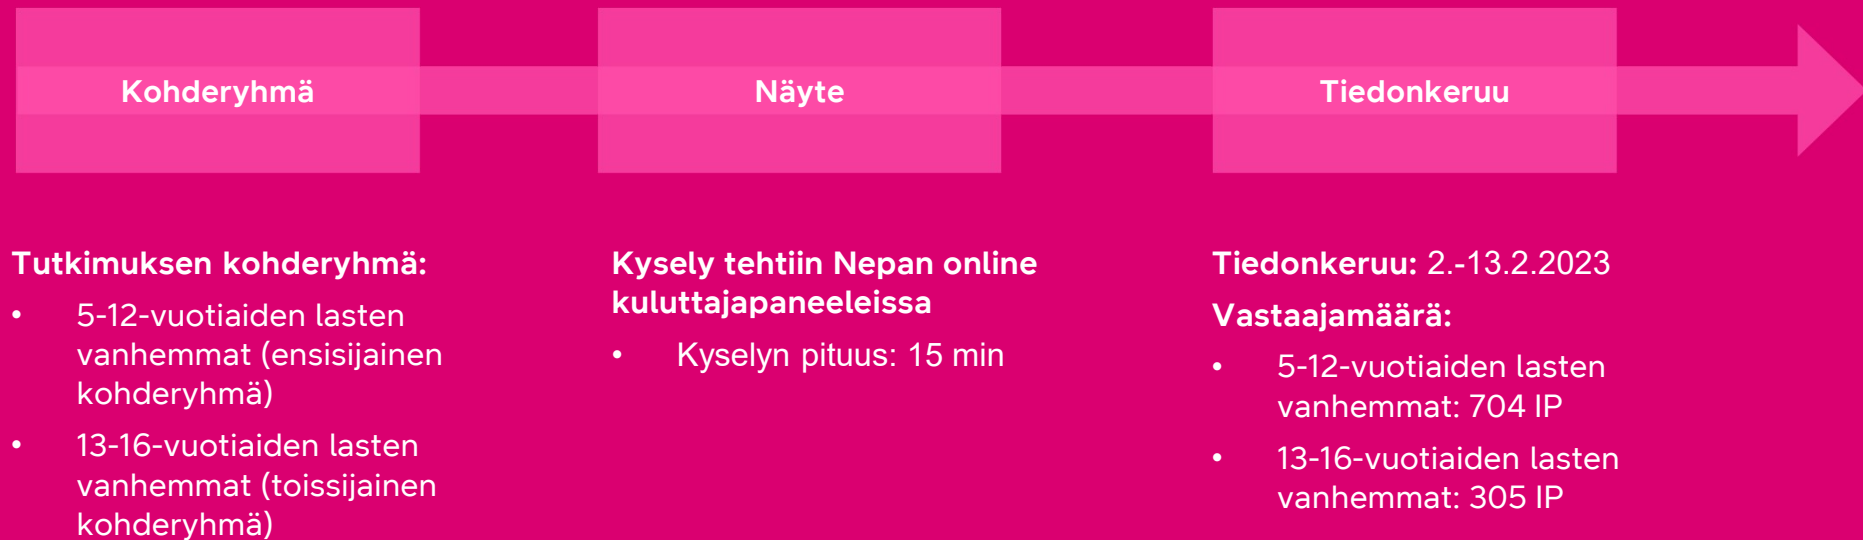 Kohderyhmä
Näyte
Tiedonkeruu
Tutkimuksen kohderyhmä:
• 5-12-vuotiaiden lasten
vanhemmat (ensisijainen
kohderyhmä)
• 13-16-vuotiaiden lasten
vanhemmat (toissijainen
kohderyhmä)
Kysely tehtiin Nepan online
kuluttajapaneeleissa
• Kyselyn pituus: 15 min
Tiedonkeruu: 2.-13.2.2023
Vastaajamäärä:
• 5-12-vuotiaiden lasten
vanhemmat: 704 IP
• 13-16-vuotiaiden lasten
vanhemmat: 305 IP